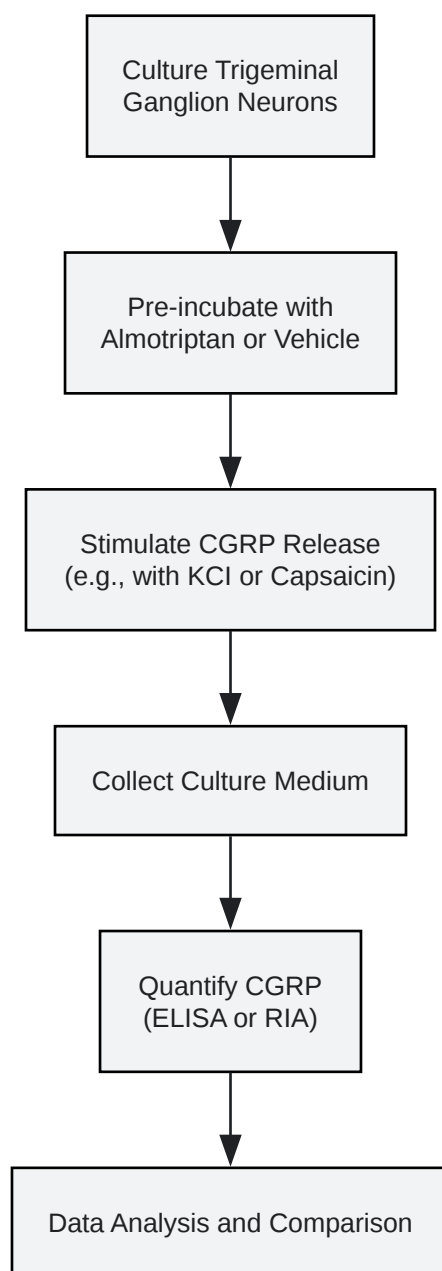 Culture Trigeminal
Ganglion Neurons
Pre-incubate with
Almotriptan or Vehicle
Stimulate CGRP Release
(e.g., with KCl or Capsaicin)
Collect Culture Medium
Quantify CGRP
(ELISA or RIA)
Data Analysis and Comparison